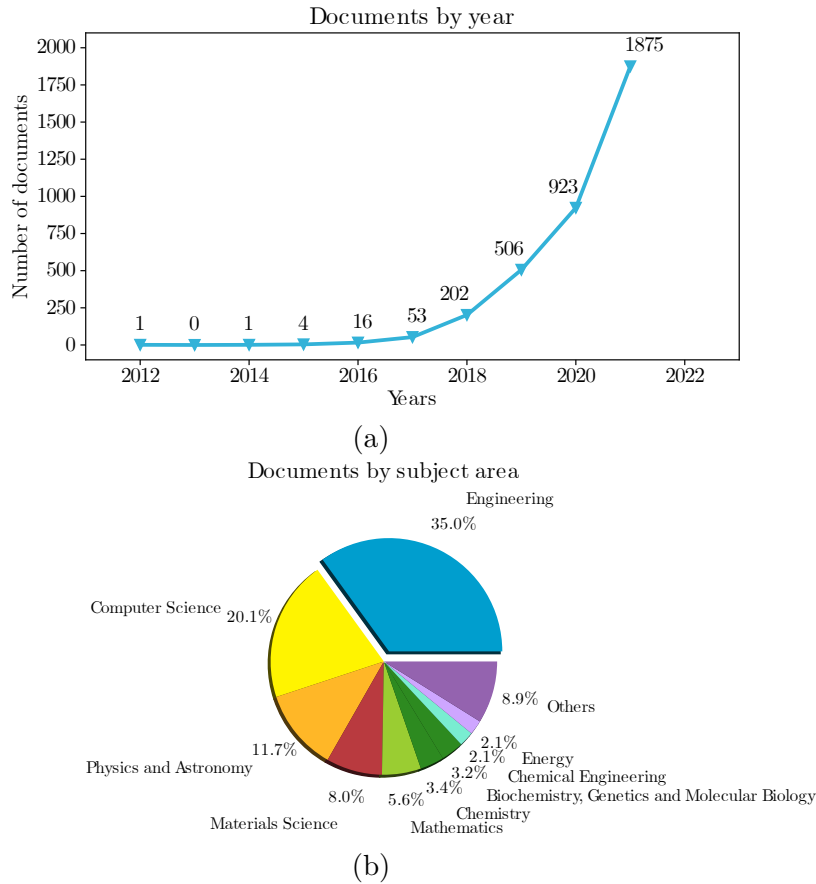 Documents by year
2000
1750
1500
1250
1000
750
500
250
0
Number of documents
1
0
1
4
16
53
202
506
923
1875
2012
2014
2016
2018
2020
2022
Years
(a)
Documents by subject area
Engineering
35.0%
Computer Science
20.1%
Physics and Astronomy
11.7%
Materials Science
8.0%
Mathematics
5.6%
Chemistry
3.4%
Biochemistry, Genetics and Molecular Biology
3.2%
Chemical Engineering
2.1%
Energy
2.1%
Others
8.9%
(b)